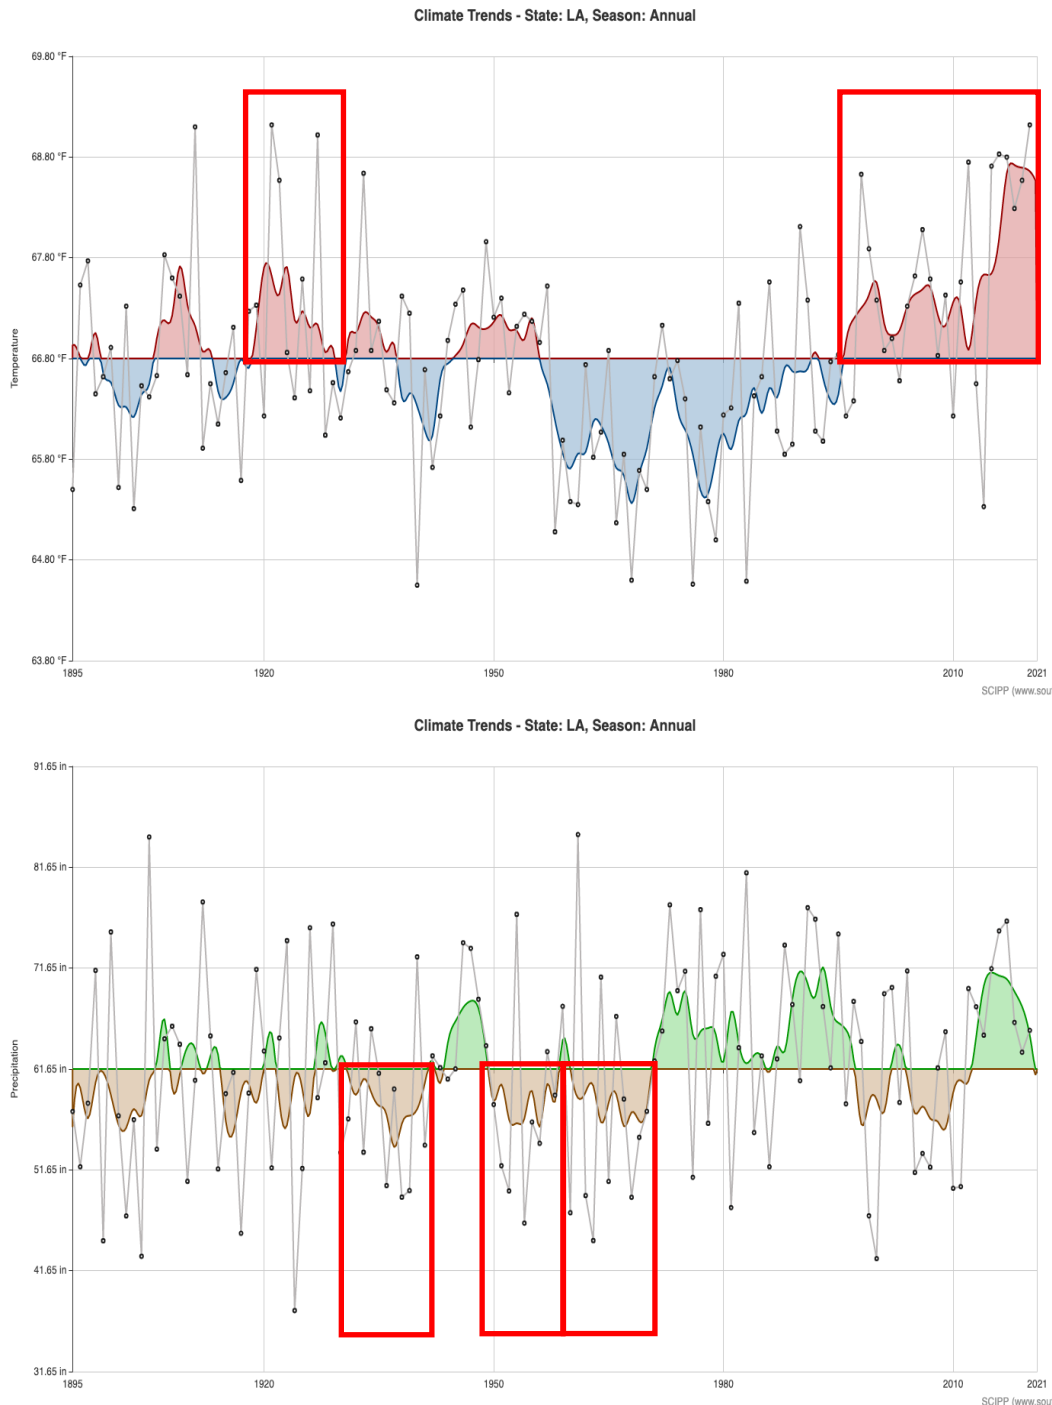 Climate Trends - State: LA, Season: Annual
69.80 °F
68.80 °F
67.80 °F
66.80 °F
65.80 °F
64.80 °F
63.80 °F
Temperature
1895 1920 1950 1980 2010 2021
SCIPP (www.sou
Climate Trends - State: LA, Season: Annual
91.65 in
81.65 in
71.65 in
61.65 in
51.65 in
41.65 in
31.65 in
Precipitation
1895 1920 1950 1980 2010 2021
SCIPP (www.sou